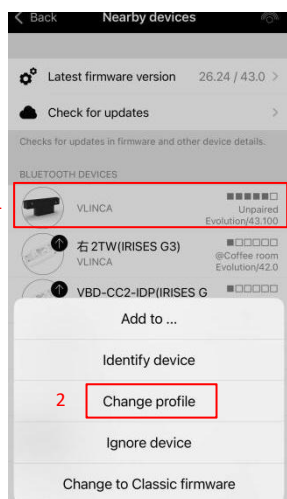 Back Nearby devices
Latest firmware version 26.24 / 43.0
Check for updates
Checks for updates in firmware and other device details.
BLUETOOTH DEVICES
VLINCA Unpaired
Evolution/43.100
右 2TW(IRISES G3) @Coffee room
VLINCA Evolution/42.0
VBD-CC2-IDP(IRISES G
Add to ...
Identify device
2 Change profile
Ignore device
Change to Classic firmware